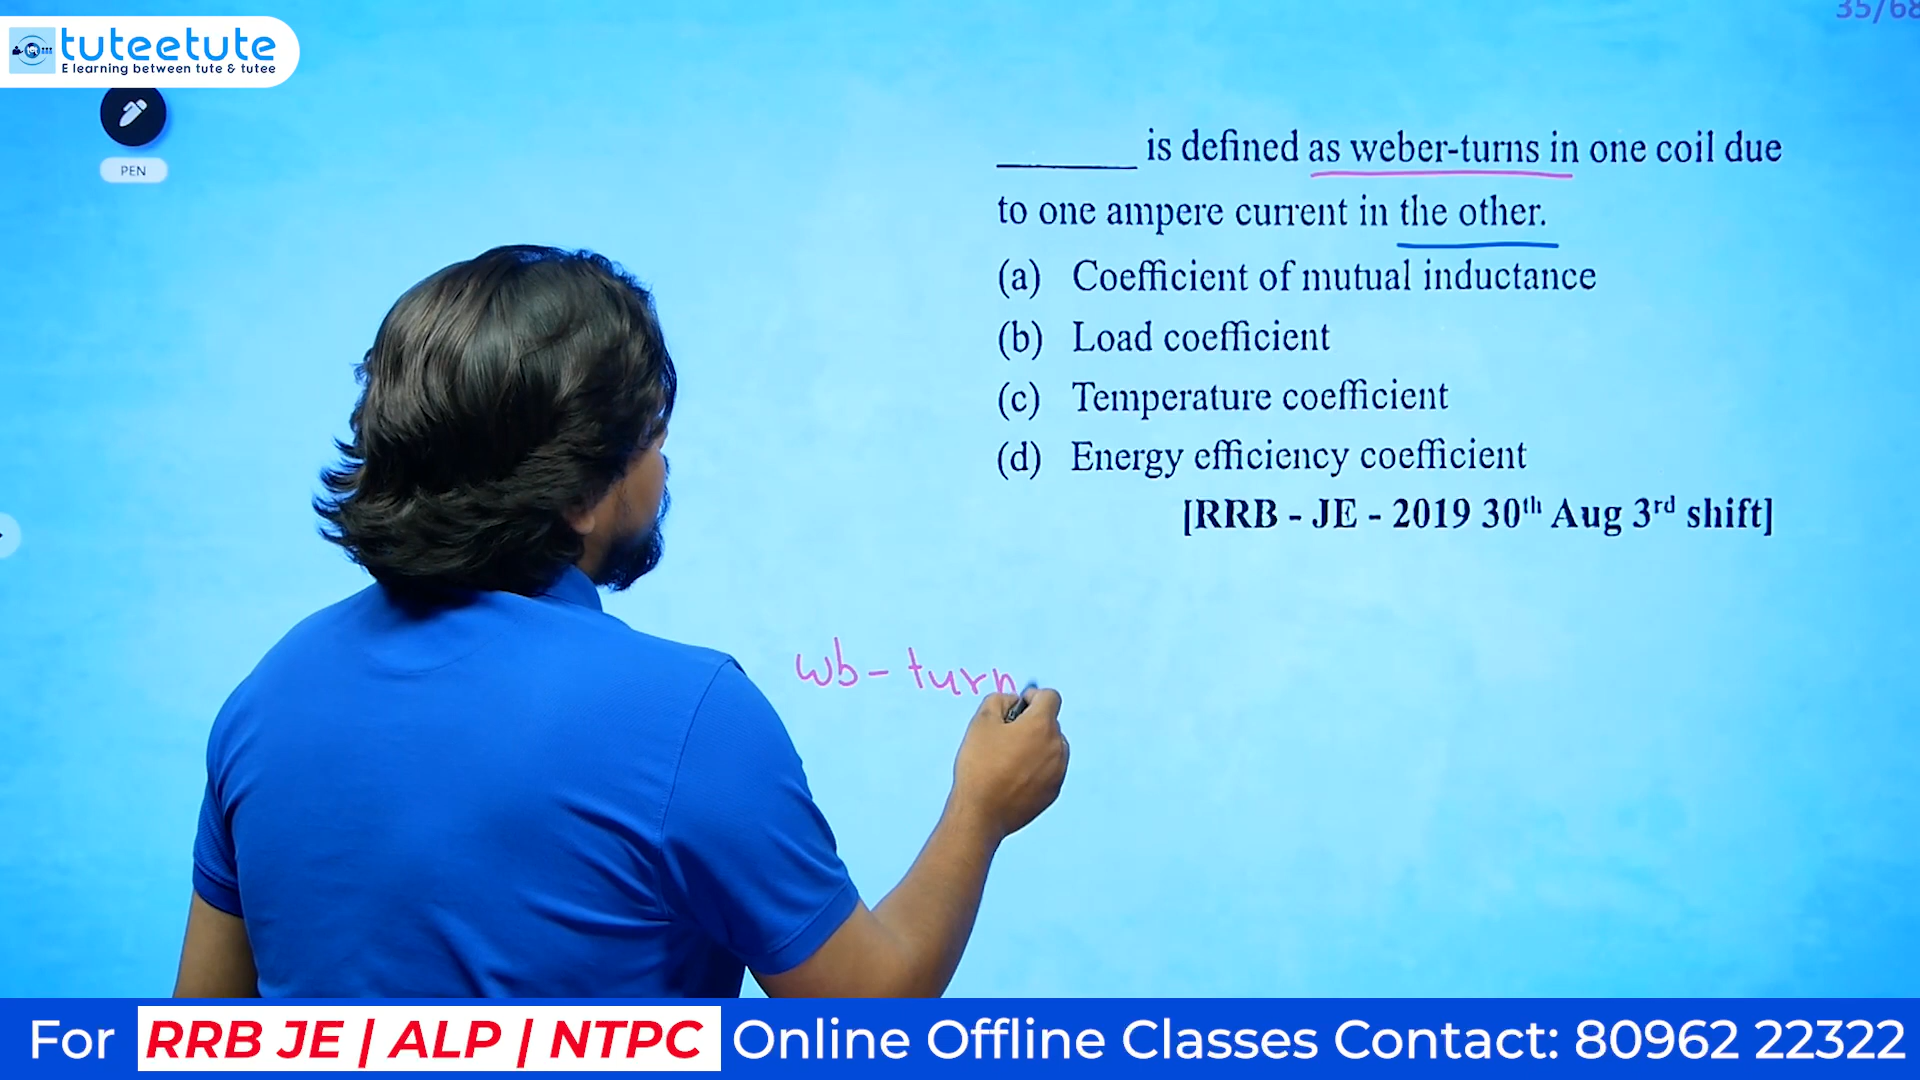 35/68
tuteetute
E learning between tute & tutee
PEN
______ is defined as weber-turns in one coil due
to one ampere current in the other.
(a) Coefficient of mutual inductance
(b) Load coefficient
(c) Temperature coefficient
(d) Energy efficiency coefficient
[RRB - JE - 2019 30th Aug 3rd shift]
wb - turn
For RRB JE | ALP | NTPC Online Offline Classes Contact: 80962 22322